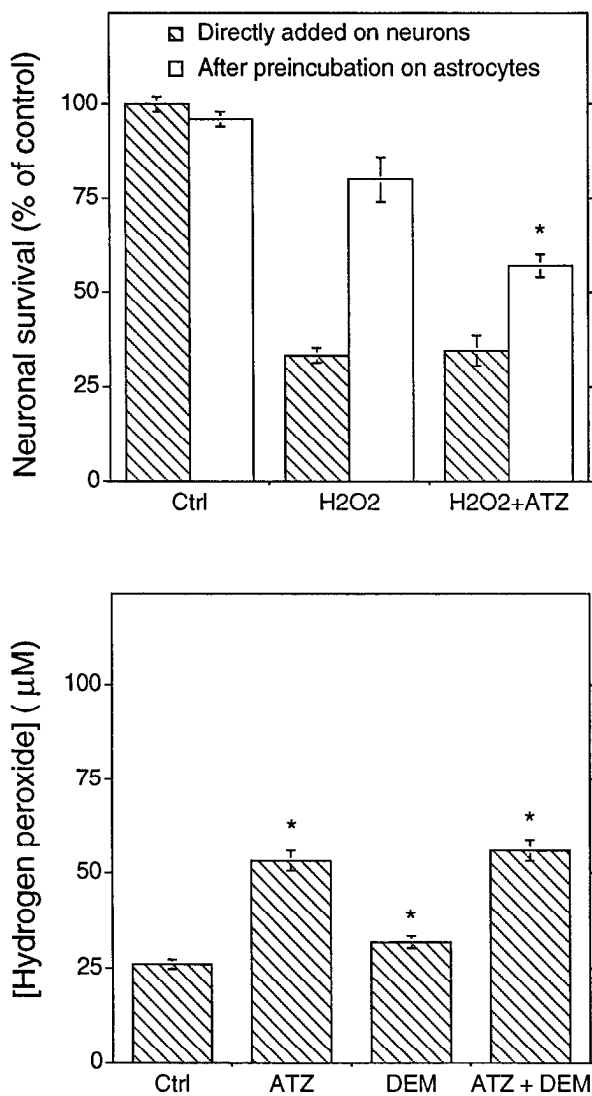 Directly added on neurons
After preincubation on astrocytes
Neuronal survival (% of control)
100
75
50
25
0
*
Ctrl
H2O2
H2O2+ATZ
[Hydrogen peroxide] ( μM)
100
75
50
25
0
*
*
*
Ctrl
ATZ
DEM
ATZ + DEM